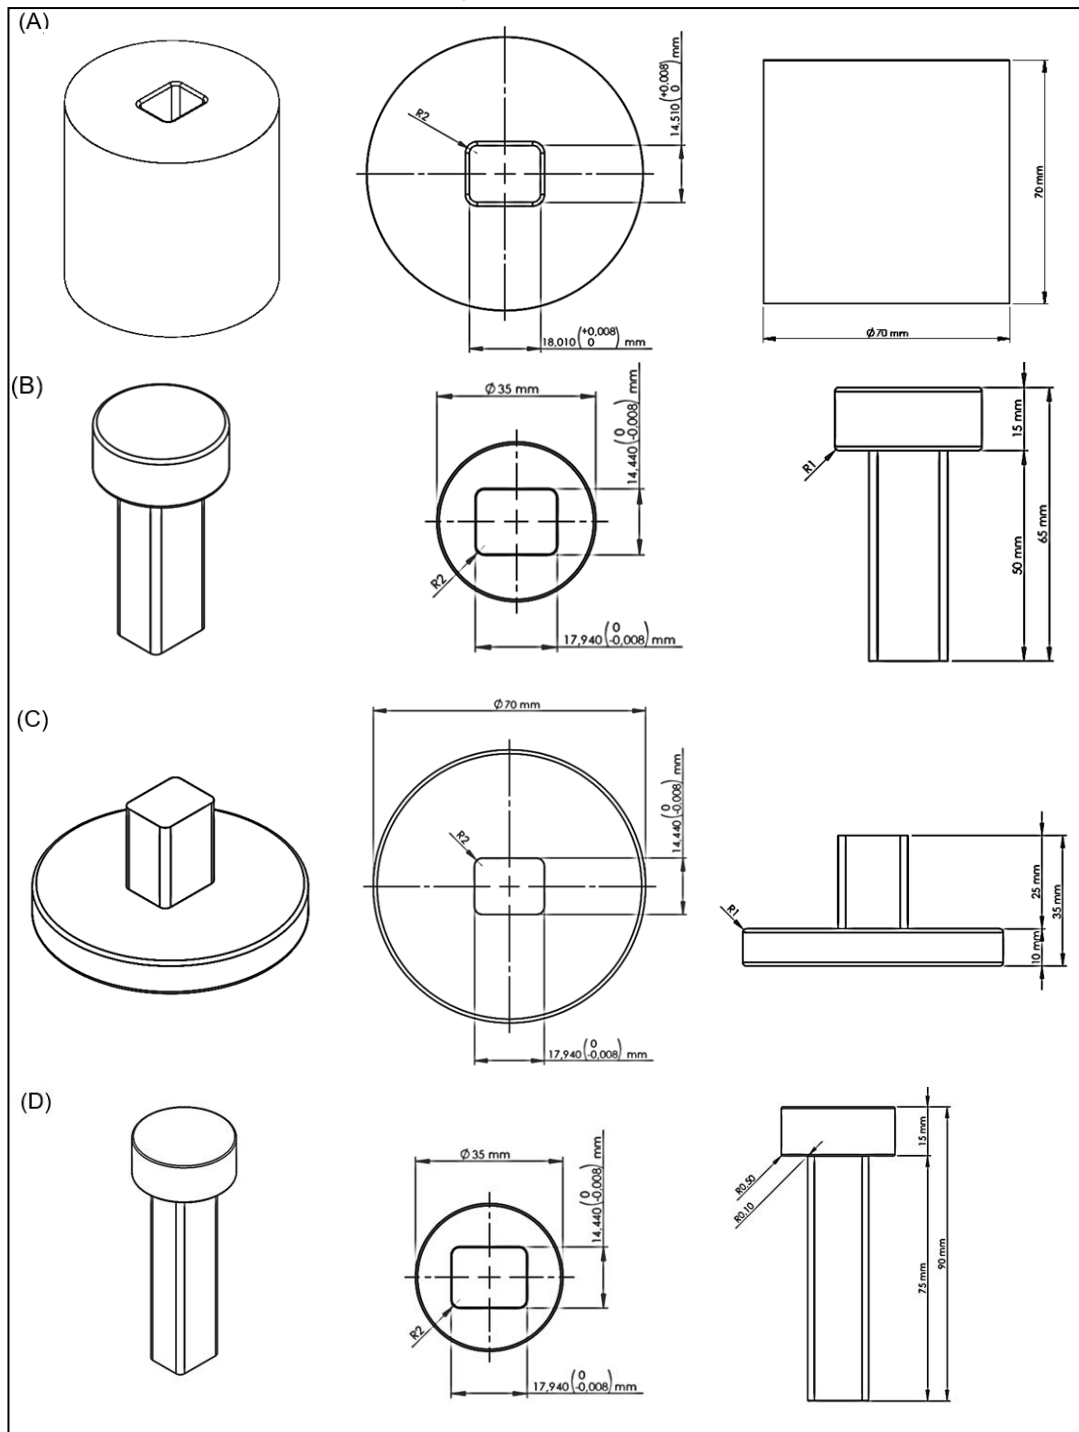 (A)
R2
14,510 (+0,008 / 0) mm
18,010 (+0,008 / 0) mm
70 mm
Ø70 mm
(B)
Ø35 mm
14,440 (0 / -0,008) mm
R2
17,940 (0 / -0,008) mm
R1
15 mm
50 mm
65 mm
(C)
Ø70 mm
R2
14,440 (0 / -0,008) mm
17,940 (0 / -0,008) mm
R1
25 mm
10 mm
35 mm
(D)
Ø35 mm
14,440 (0 / -0,008) mm
R2
17,940 (0 / -0,008) mm
R0,50
R0,10
15 mm
75 mm
90 mm